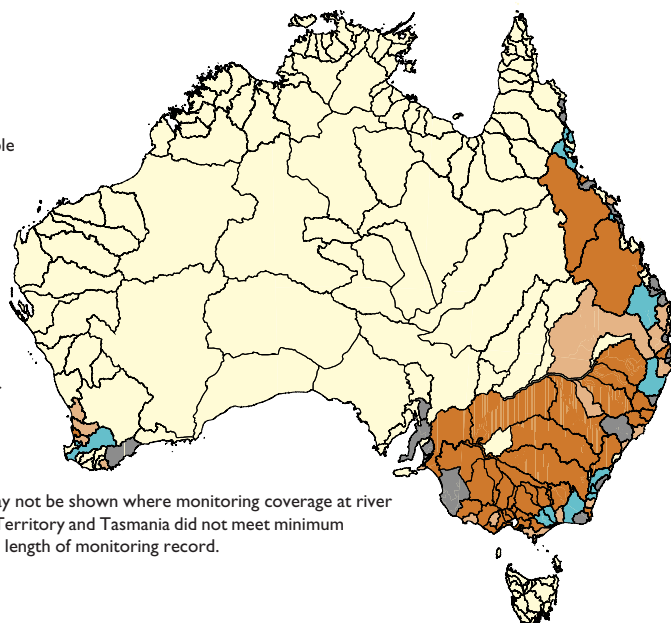 ole
.
ay not be shown where monitoring coverage at river
Territory and Tasmania did not meet minimum
length of monitoring record.